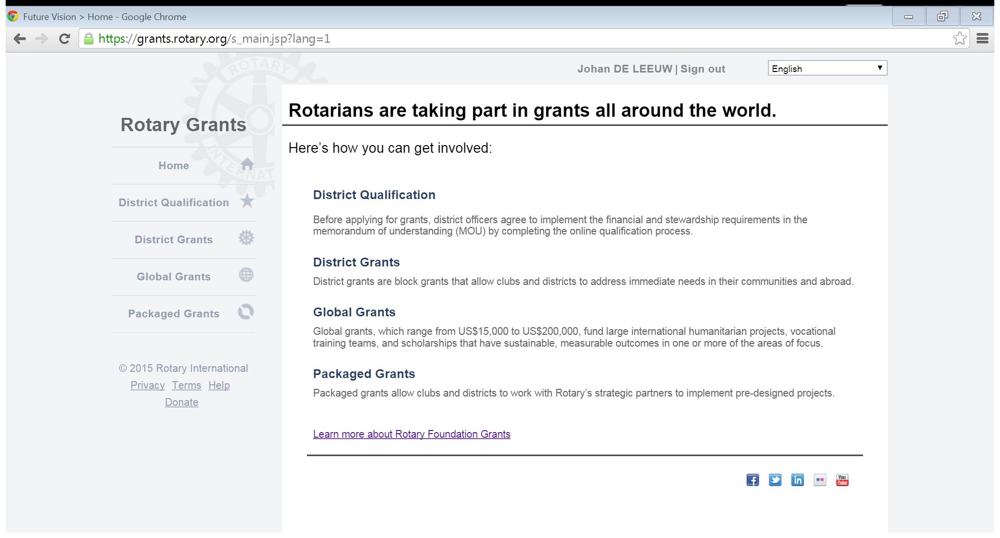 Future Vision > Home - Google Chrome
https://grants.rotary.org/s_main.jsp?lang=1
ROTARY
INTERNAT
Johan DE LEEUW | Sign out
English
Rotary Grants
Home
District Qualification
District Grants
Global Grants
Packaged Grants
© 2015 Rotary International
Privacy Terms Help
Donate
Rotarians are taking part in grants all around the world.
Here’s how you can get involved:
District Qualification
Before applying for grants, district officers agree to implement the financial and stewardship requirements in the
memorandum of understanding (MOU) by completing the online qualification process.
District Grants
District grants are block grants that allow clubs and districts to address immediate needs in their communities and abroad.
Global Grants
Global grants, which range from US$15,000 to US$200,000, fund large international humanitarian projects, vocational
training teams, and scholarships that have sustainable, measurable outcomes in one or more of the areas of focus.
Packaged Grants
Packaged grants allow clubs and districts to work with Rotary’s strategic partners to implement pre-designed projects.
Learn more about Rotary Foundation Grants
f
in
You
Tube